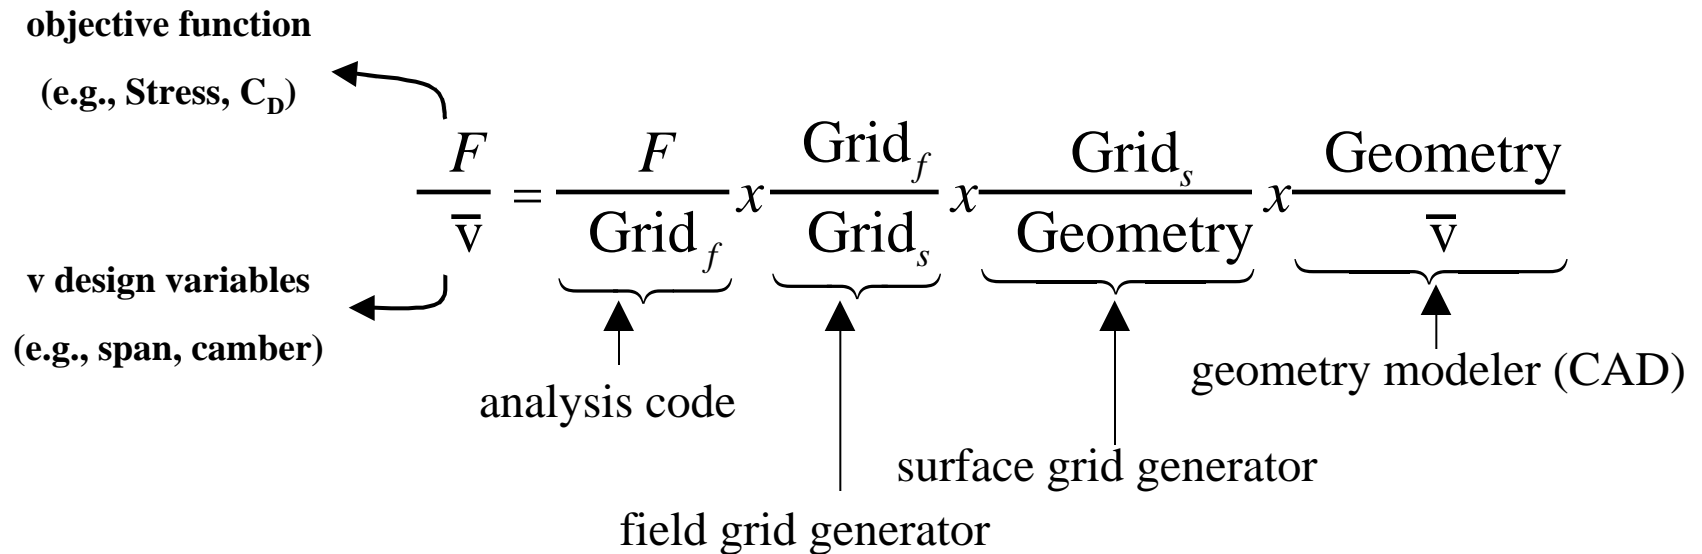 objective function
(e.g., Stress, C_D)
F / v̄ = F / Grid_f x Grid_f / Grid_s x Grid_s / Geometry x Geometry / v̄
v design variables
(e.g., span, camber)
geometry modeler (CAD)
analysis code
surface grid generator
field grid generator